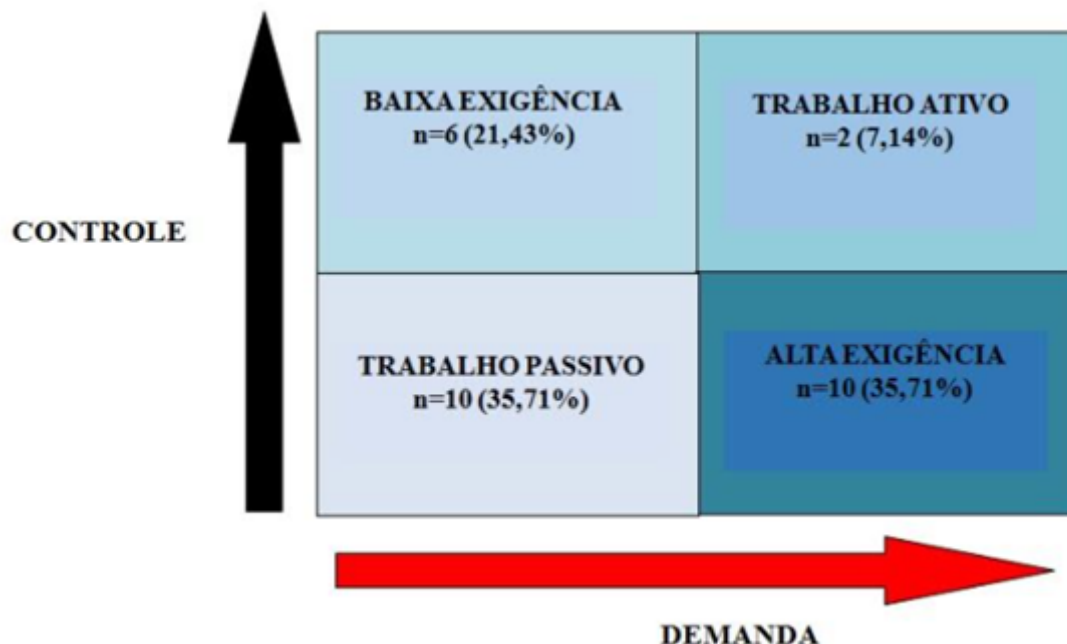 BAIXA EXIGÊNCIA
n=6 (21,43%)
TRABALHO ATIVO
n=2 (7,14%)
CONTROLE
TRABALHO PASSIVO
n=10 (35,71%)
ALTA EXIGÊNCIA
n=10 (35,71%)
DEMANDA